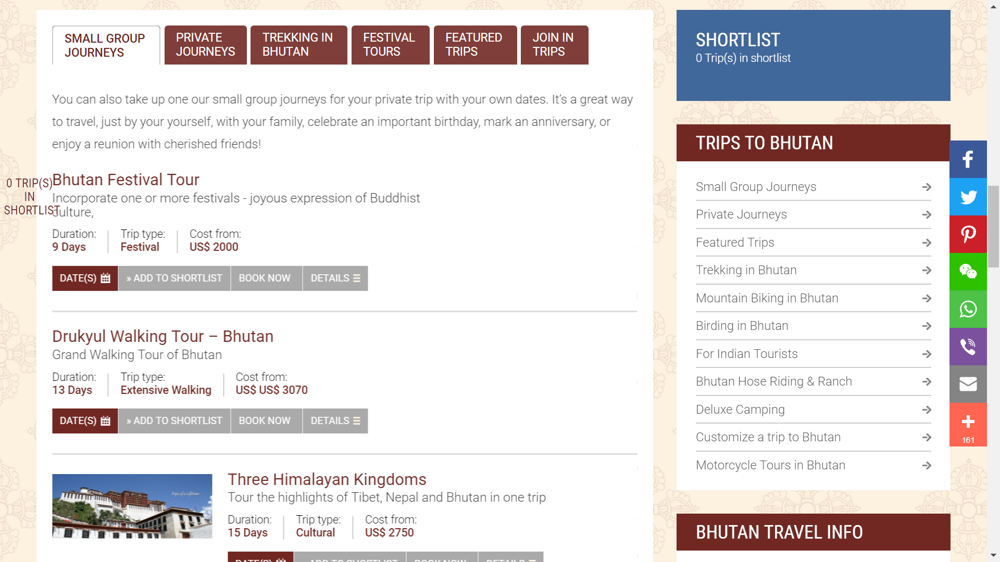 SMALL GROUP
JOURNEYS
PRIVATE
JOURNEYS
TREKKING IN
BHUTAN
FESTIVAL
TOURS
FEATURED
TRIPS
JOIN IN
TRIPS
You can also take up one our small group journeys for your private trip with your own dates. It’s a great way
to travel, just by your yourself, with your family, celebrate an important birthday, mark an anniversary, or
enjoy a reunion with cherished friends!
0 TRIP(S)
IN
SHORTLIST
Bhutan Festival Tour
Incorporate one or more festivals - joyous expression of Buddhist
culture,
Duration:
9 Days
Trip type:
Festival
Cost from:
US$ 2000
DATE(S)
» ADD TO SHORTLIST
BOOK NOW
DETAILS
Drukyul Walking Tour – Bhutan
Grand Walking Tour of Bhutan
Duration:
13 Days
Trip type:
Extensive Walking
Cost from:
US$ US$ 3070
DATE(S)
» ADD TO SHORTLIST
BOOK NOW
DETAILS
Trips of a Lifetime
Three Himalayan Kingdoms
Tour the highlights of Tibet, Nepal and Bhutan in one trip
Duration:
15 Days
Trip type:
Cultural
Cost from:
US$ 2750
DATE(S)
ADD TO SHORTLIST
BOOK NOW
DETAILS
SHORTLIST
0 Trip(s) in shortlist
TRIPS TO BHUTAN
Small Group Journeys
Private Journeys
Featured Trips
Trekking in Bhutan
Mountain Biking in Bhutan
Birding in Bhutan
For Indian Tourists
Bhutan Hose Riding & Ranch
Deluxe Camping
Customize a trip to Bhutan
Motorcycle Tours in Bhutan
BHUTAN TRAVEL INFO
161